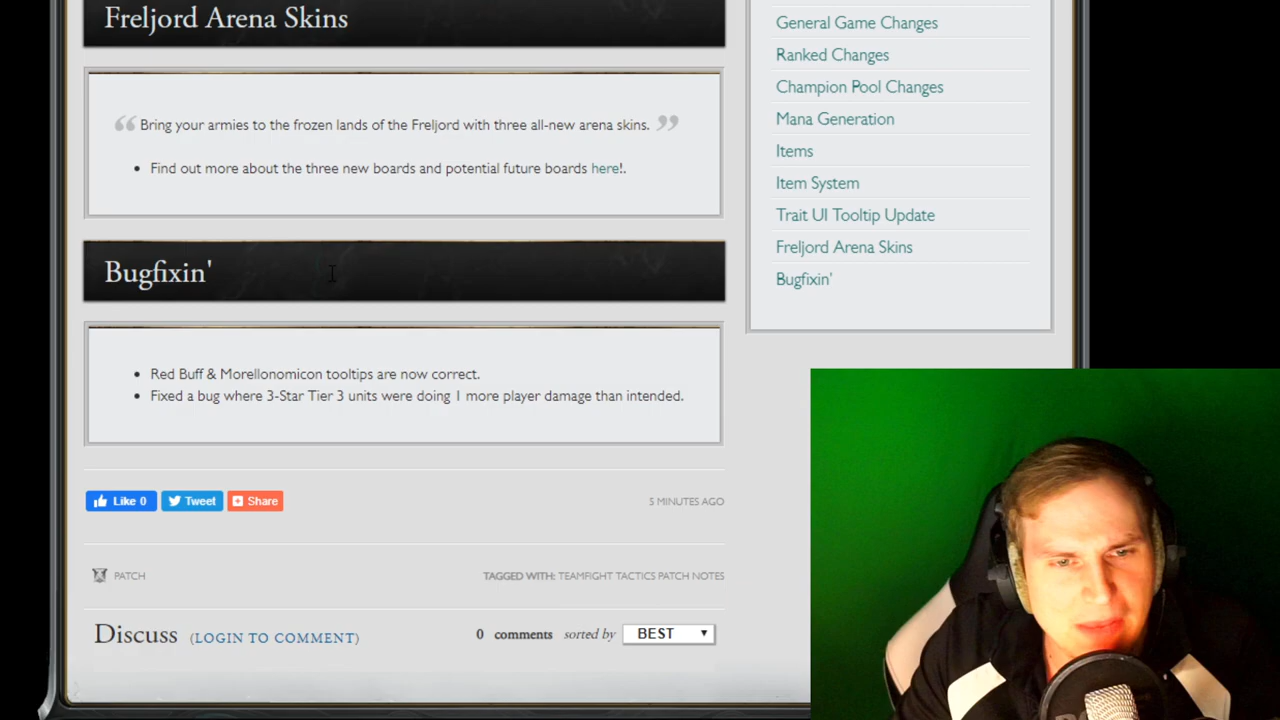 Freljord Arena Skins
“ Bring your armies to the frozen lands of the Freljord with three all-new arena skins. ”
• Find out more about the three new boards and potential future boards here!.
Bugfixin'
• Red Buff & Morellonomicon tooltips are now correct.
• Fixed a bug where 3-Star Tier 3 units were doing 1 more player damage than intended.
Like 0 Tweet Share 5 MINUTES AGO
PATCH TAGGED WITH: TEAMFIGHT TACTICS PATCH NOTES
Discuss (LOGIN TO COMMENT) 0 comments sorted by BEST
General Game Changes
Ranked Changes
Champion Pool Changes
Mana Generation
Items
Item System
Trait UI Tooltip Update
Freljord Arena Skins
Bugfixin'